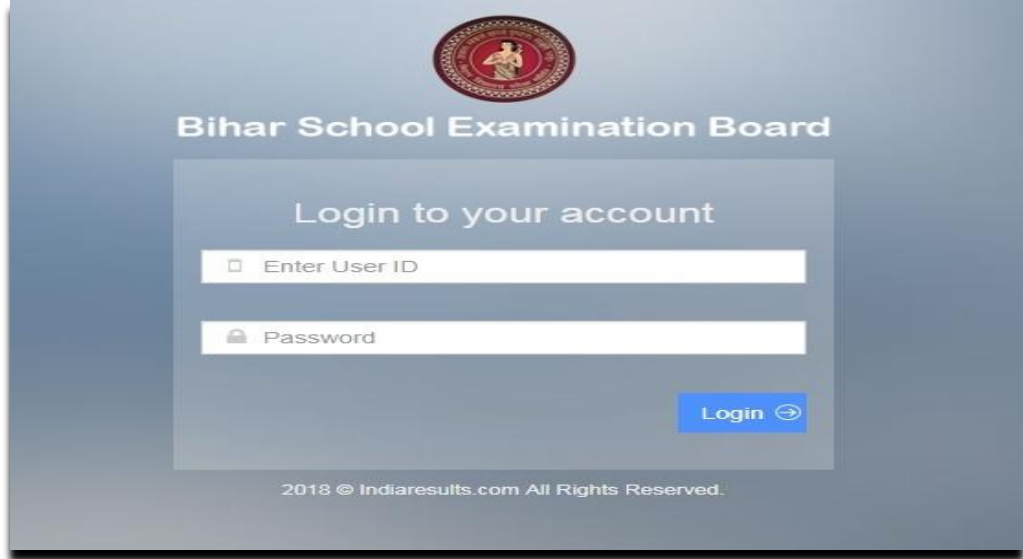 Bihar School Examination Board
Login to your account
Enter User ID
Password
Login
2018 © Indiaresults.com All Rights Reserved.